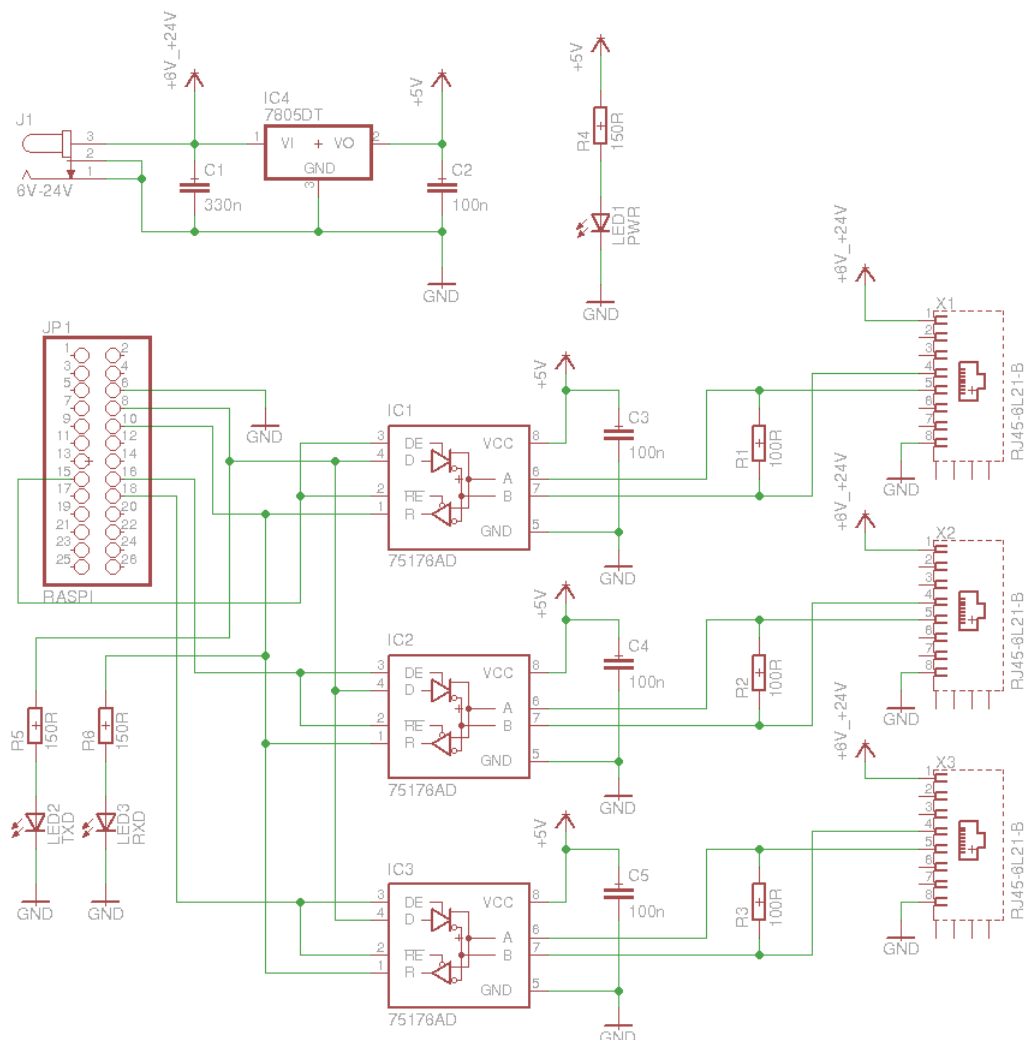 +6V_+24V
+5V
+5V
J1
3
2
1
6V-24V
IC4
7805DT
1
VI
VO
2
GND
3
C1
330n
C2
100n
GND
R4
150R
LED1
PWR
GND
JP1
1
2
3
4
5
6
7
8
9
10
11
12
13
14
15
16
17
18
19
20
21
22
23
24
25
26
RASPI
GND
IC1
3
DE
4
D
2
RE
1
R
VCC
8
A
6
B
7
GND
5
75176AD
+5V
C3
100n
GND
R1
100R
+6V_+24V
X1
1
2
3
4
5
6
7
8
RJ45-6L21-B
GND
IC2
3
DE
4
D
2
RE
1
R
VCC
8
A
6
B
7
GND
5
75176AD
+5V
C4
100n
GND
R2
100R
+6V_+24V
X2
1
2
3
4
5
6
7
8
RJ45-6L21-B
GND
R5
150R
R6
150R
LED2
TXD
LED3
RXD
GND
GND
IC3
3
DE
4
D
2
RE
1
R
VCC
8
A
6
B
7
GND
5
75176AD
+5V
C5
100n
GND
R3
100R
+6V_+24V
X3
1
2
3
4
5
6
7
8
RJ45-6L21-B
GND